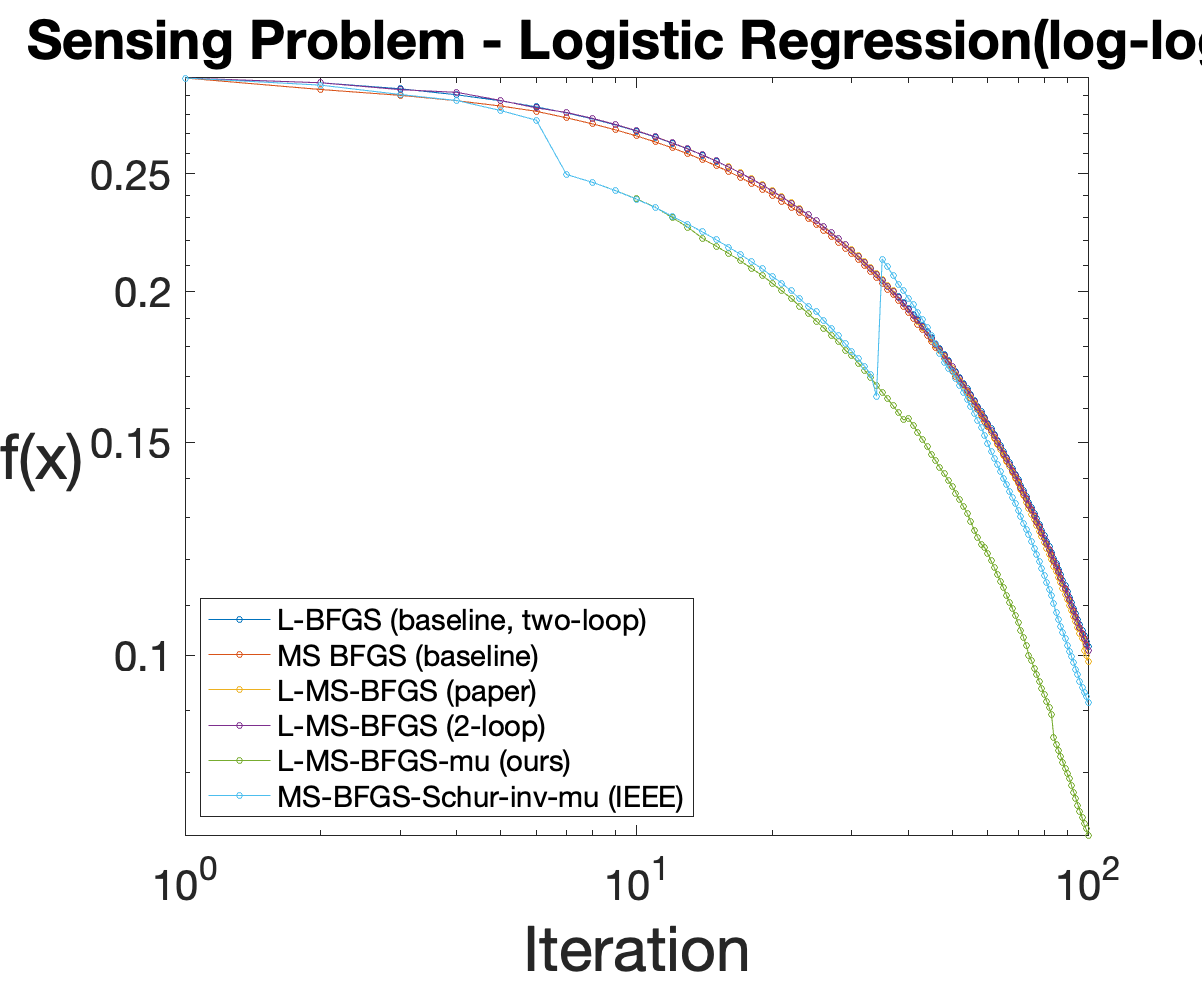 Sensing Problem - Logistic Regression(log-log
0.25
0.2
0.15
0.1
f(x)
L-BFGS (baseline, two-loop)
MS BFGS (baseline)
L-MS-BFGS (paper)
L-MS-BFGS (2-loop)
L-MS-BFGS-mu (ours)
MS-BFGS-Schur-inv-mu (IEEE)
10^0 10^1 10^2
Iteration